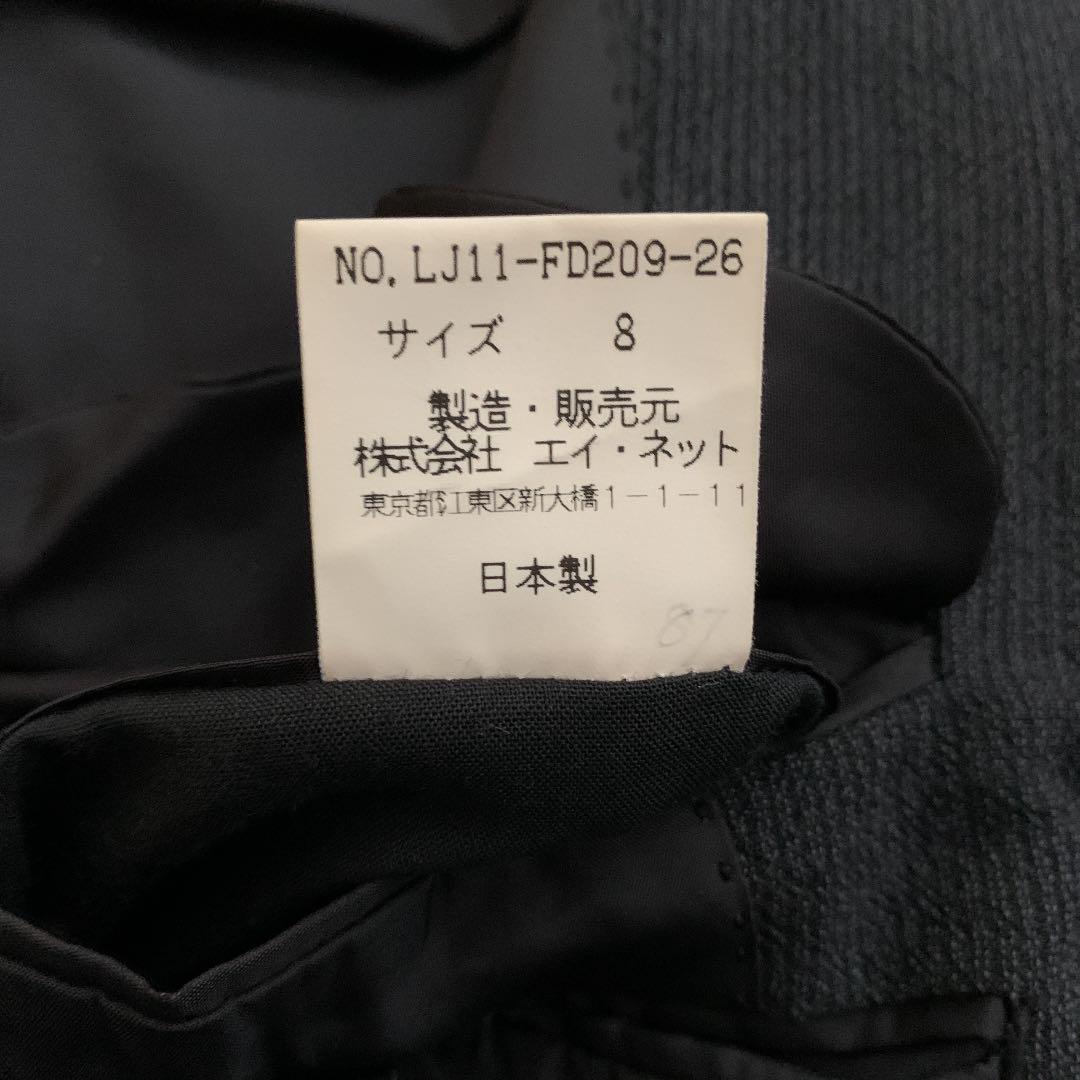 NO.LJ11-FD209-26
サイズ 8
製造・販売元
株式会社 エイ・ネット
東京都江東区新大橋1-1-11
日本製
87